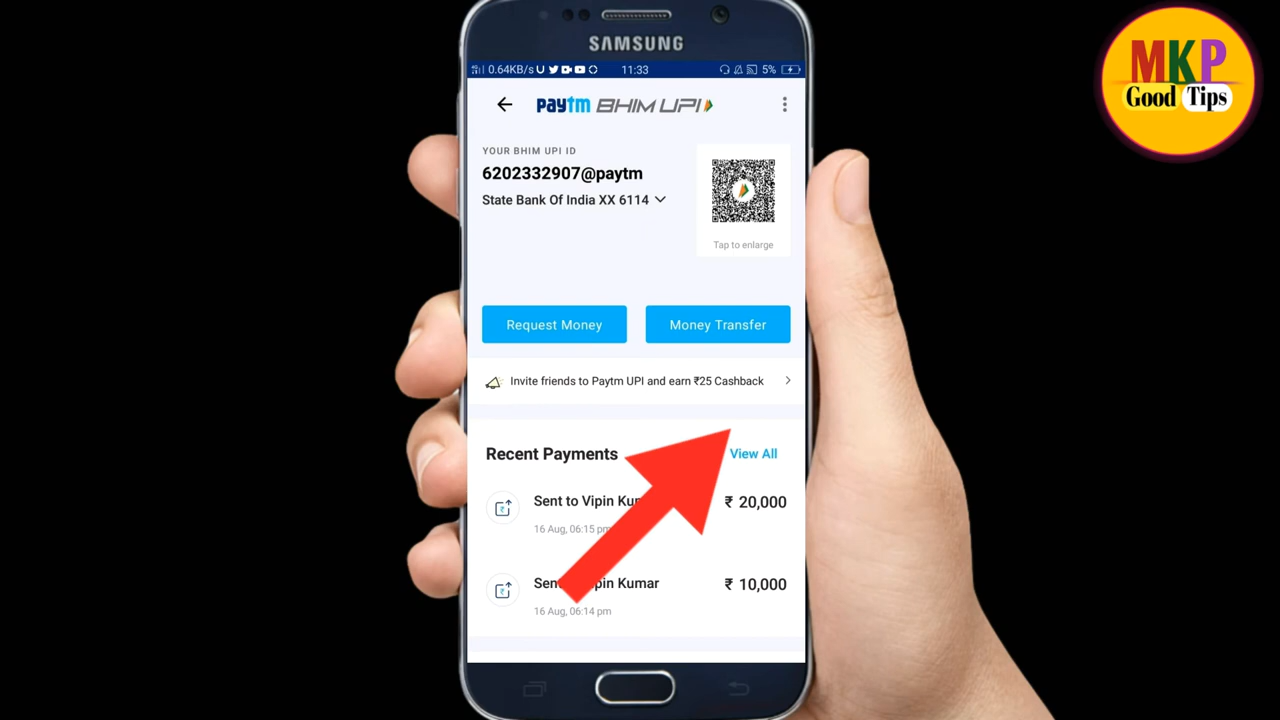 SAMSUNG
0.64KB/s 11:33 5%
paytm BHIM UPI
YOUR BHIM UPI ID
6202332907@paytm
State Bank Of India XX 6114
Tap to enlarge
Request Money Money Transfer
Invite friends to Paytm UPI and earn ₹25 Cashback
Recent Payments View All
Sent to Vipin ₹ 20,000
16 Aug, 06:15 pm
Kumar ₹ 10,000
16 Aug, 06:14 pm
MKP
Good Tips